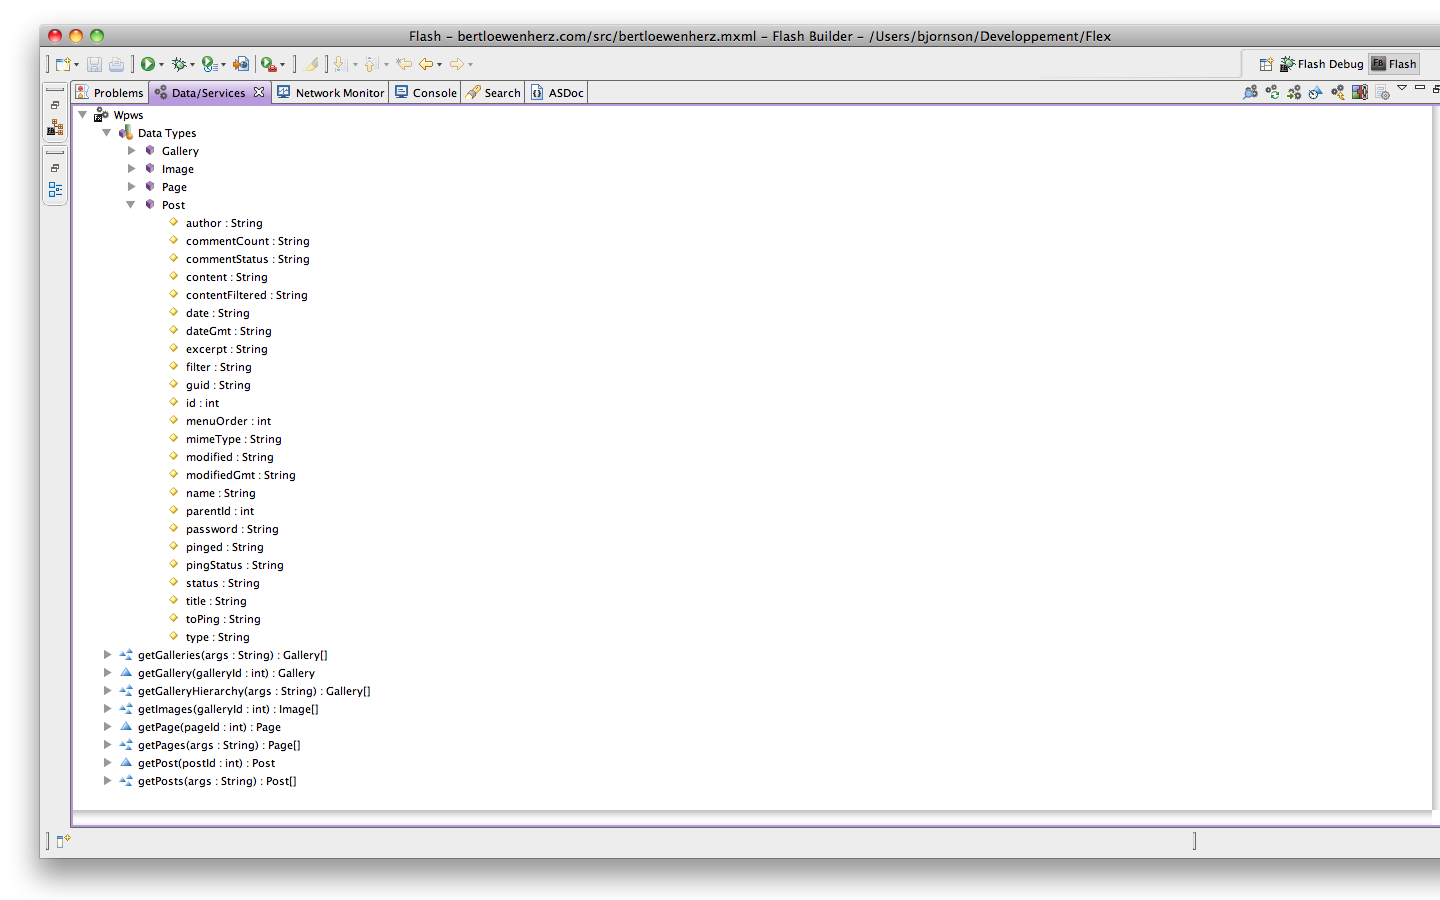 Flash – bertloewenherz.com/src/bertloewenherz.mxml – Flash Builder – /Users/bjornson/Developpement/Flex
Flash Debug FB Flash
Problems Data/Services Network Monitor Console Search ASDoc
Wpws
Data Types
Gallery
Image
Page
Post
author : String
commentCount : String
commentStatus : String
content : String
contentFiltered : String
date : String
dateGmt : String
excerpt : String
filter : String
guid : String
id : int
menuOrder : int
mimeType : String
modified : String
modifiedGmt : String
name : String
parentId : int
password : String
pinged : String
pingStatus : String
status : String
title : String
toPing : String
type : String
getGalleries(args : String) : Gallery[]
getGallery(galleryId : int) : Gallery
getGalleryHierarchy(args : String) : Gallery[]
getImages(galleryId : int) : Image[]
getPage(pageId : int) : Page
getPages(args : String) : Page[]
getPost(postId : int) : Post
getPosts(args : String) : Post[]